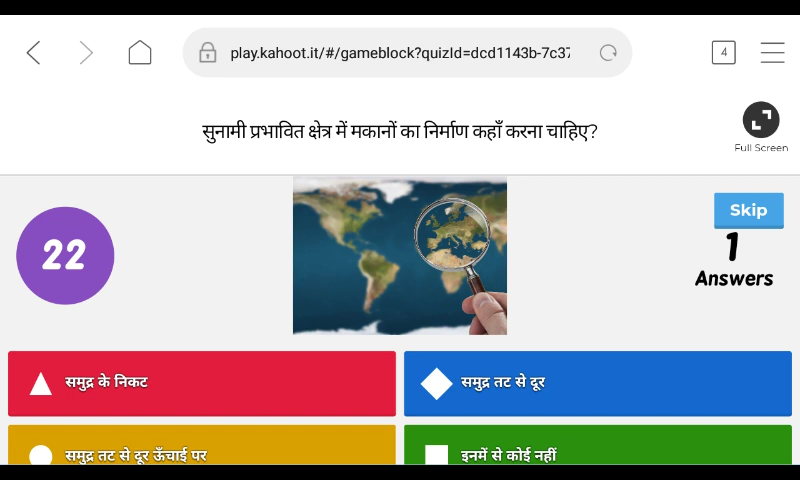 play.kahoot.it/#/gameblock?quizId=dcd1143b-7c37
4
सुनामी प्रभावित क्षेत्र में मकानों का निर्माण कहाँ करना चाहिए?
Full Screen
22
Skip
1
Answers
समुद्र के निकट
समुद्र तट से दूर
समुद्र तट से दूर ऊँचाई पर
इनमें से कोई नहीं